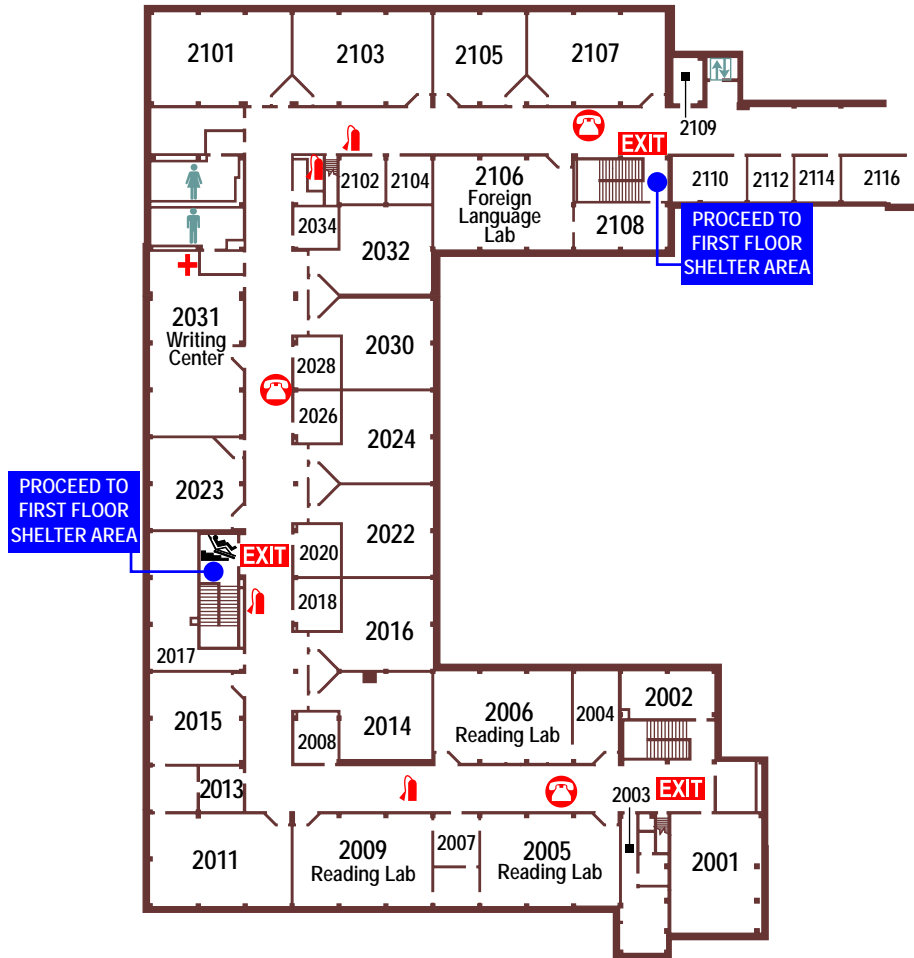 2101
2103
2105
2107
2109
EXIT
2102
2104
2106
Foreign
Language
Lab
2110
2112
2114
2116
2108
PROCEED TO
FIRST FLOOR
SHELTER AREA
2034
2032
2031
Writing
Center
2030
2028
2026
2024
2023
PROCEED TO
FIRST FLOOR
SHELTER AREA
EXIT
2022
2020
2018
2016
2017
2015
2014
2008
2006
Reading Lab
2004
2002
2013
2003
EXIT
2011
2009
Reading Lab
2007
2005
Reading Lab
2001